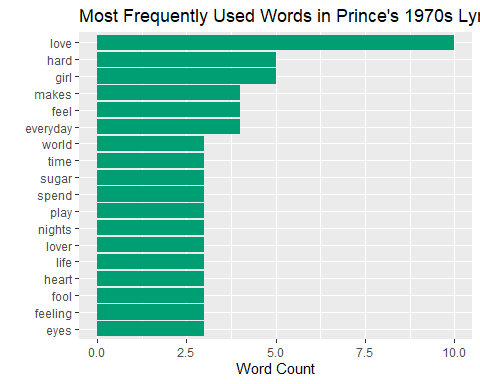 Most Frequently Used Words in Prince's 1970s Ly
love
hard
girl
makes
feel
everyday
world
time
sugar
spend
play
nights
lover
life
heart
fool
feeling
eyes
0.0 2.5 5.0 7.5 10.0
Word Count